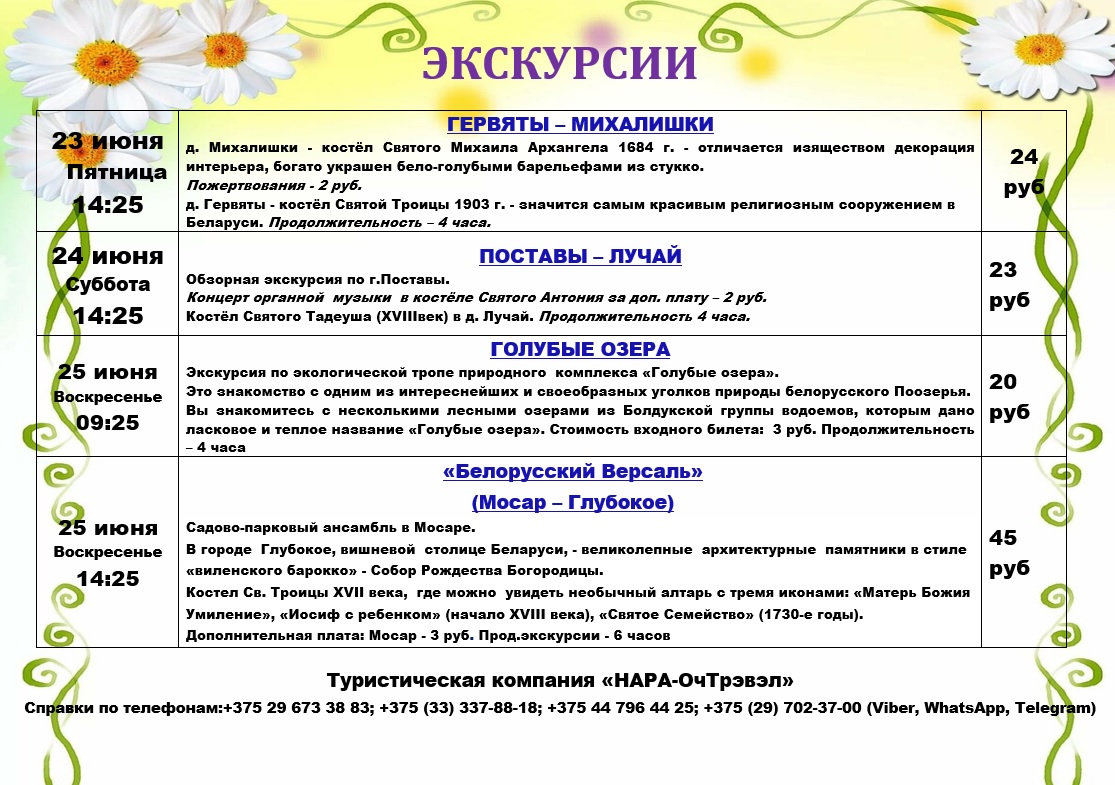 ЭКСКУРСИИ
23 июня
Пятница
14:25
ГЕРВЯТЫ – МИХАЛИШКИ
д. Михалишки - костёл Святого Михаила Архангела 1684 г. - отличается изяществом декорация
интерьера, богато украшен бело-голубыми барельефами из стукко.
Пожертвования - 2 руб.
д. Гервяты - костёл Святой Троицы 1903 г. - значится самым красивым религиозным сооружением в
Беларуси. Продолжительность – 4 часа.
24
руб
24 июня
Суббота
14:25
ПОСТАВЫ – ЛУЧАЙ
Обзорная экскурсия по г.Поставы.
Концерт органной музыки в костёле Святого Антония за доп. плату – 2 руб.
Костёл Святого Тадеуша (XVIIIвек) в д. Лучай. Продолжительность 4 часа.
23
руб
25 июня
Воскресенье
09:25
ГОЛУБЫЕ ОЗЕРА
Экскурсия по экологической тропе природного комплекса «Голубые озера».
Это знакомство с одним из интереснейших и своеобразных уголков природы белорусского Поозерья.
Вы знакомитесь с несколькими лесными озерами из Болдукской группы водоемов, которым дано
ласковое и теплое название «Голубые озера». Стоимость входного билета: 3 руб. Продолжительность
– 4 часа
20
руб
25 июня
Воскресенье
14:25
«Белорусский Версаль»
(Мосар – Глубокое)
Садово-парковый ансамбль в Мосаре.
В городе Глубокое, вишневой столице Беларуси, - великолепные архитектурные памятники в стиле
«виленского барокко» - Собор Рождества Богородицы.
Костел Св. Троицы XVII века, где можно увидеть необычный алтарь с тремя иконами: «Матерь Божия
Умиление», «Иосиф с ребенком» (начало XVIII века), «Святое Семейство» (1730-е годы).
Дополнительная плата: Мосар - 3 руб. Прод.экскурсии - 6 часов
45
руб
Туристическая компания «НАРА-ОчТрэвэл»
Справки по телефонам:+375 29 673 38 83; +375 (33) 337-88-18; +375 44 796 44 25; +375 (29) 702-37-00 (Viber, WhatsApp, Telegram)